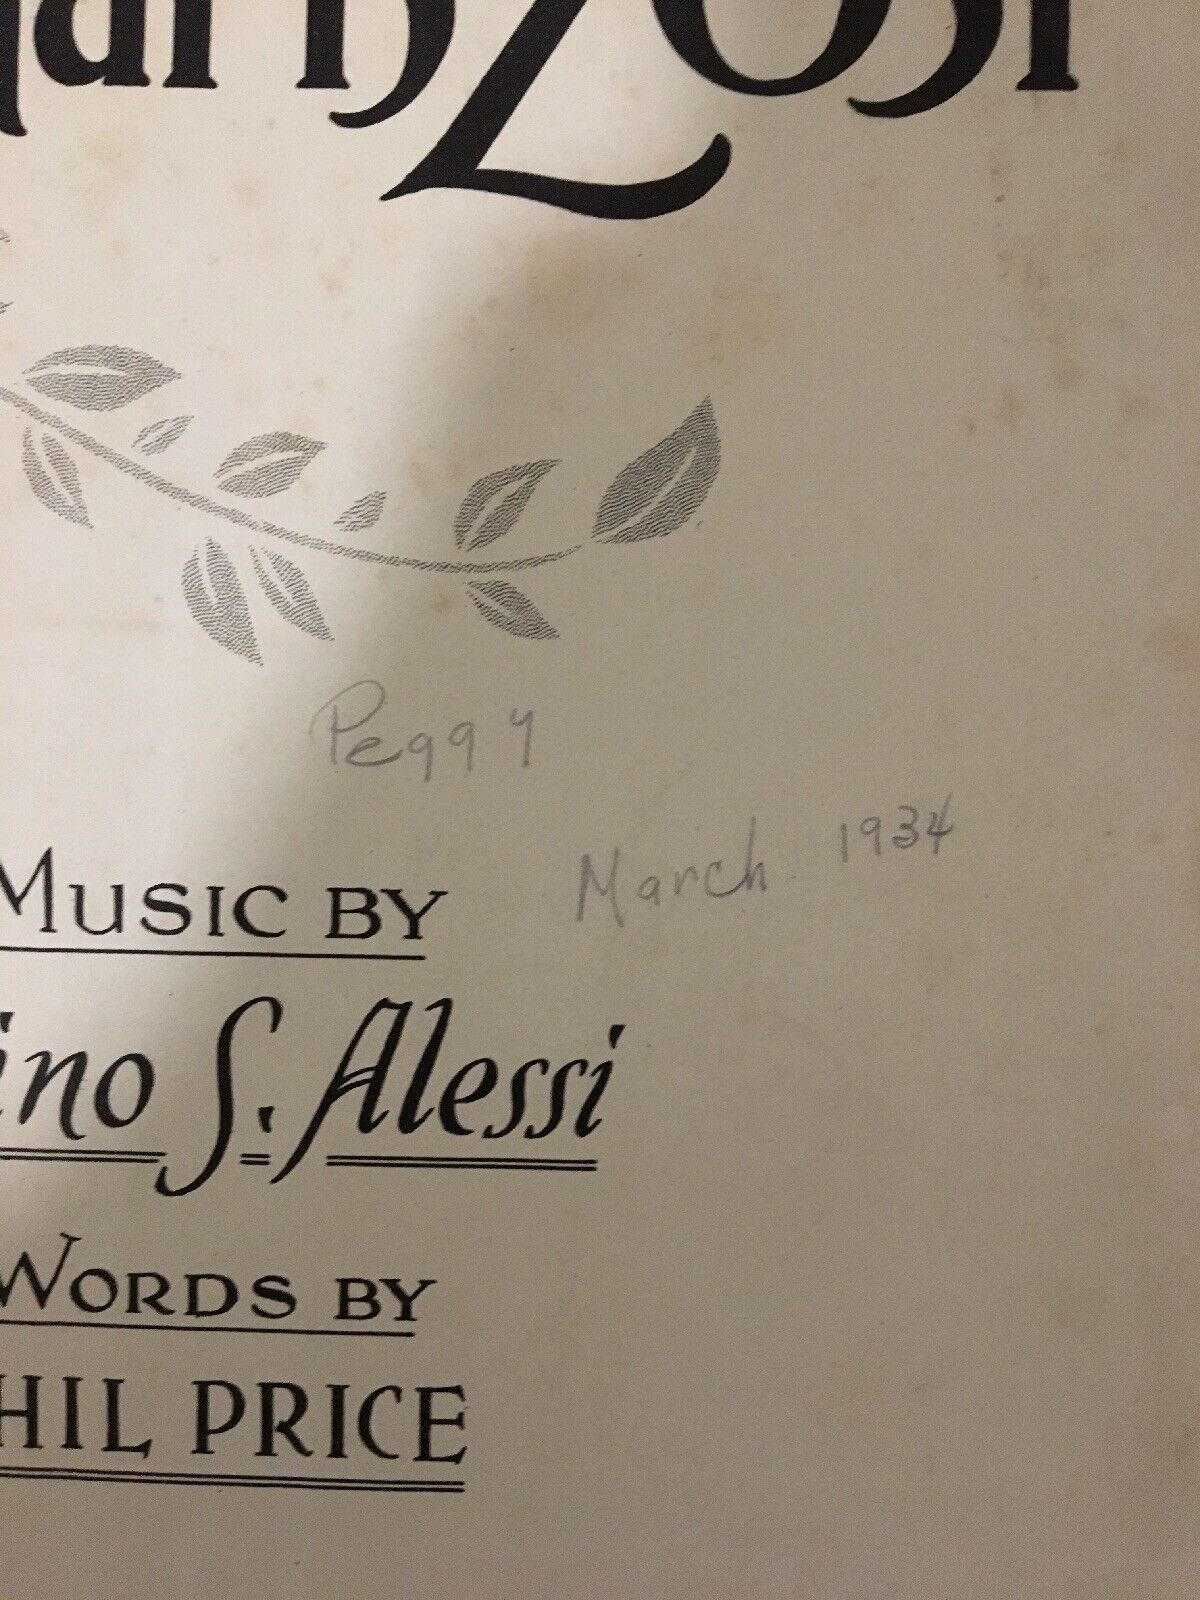 Peggy
March 1934
MUSIC BY
ino S. Alessi
WORDS BY
HIL PRICE